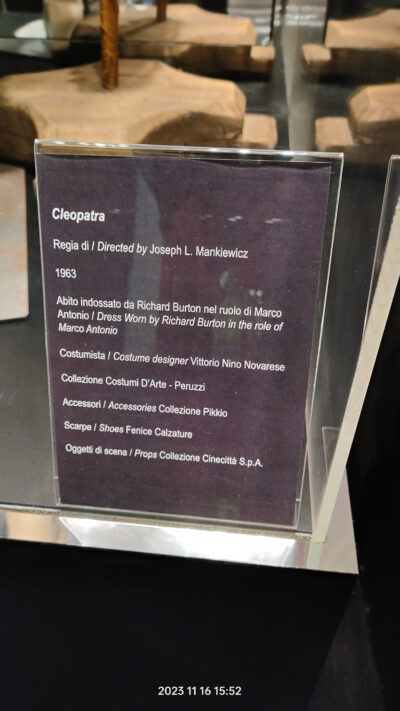 Cleopatra
Regia di / Directed by Joseph L. Mankiewicz
1963
Abito indossato da Richard Burton nel ruolo di Marco
Antonio / Dress Worn by Richard Burton in the role of
Marco Antonio
Costumista / Costume designer Vittorio Nino Novarese
Collezione Costumi D'Arte - Peruzzi
Accessori / Accessories Collezione Pikkio
Scarpe / Shoes Fenice Calzature
Oggetti di scena / Props Collezione Cinecittà S.p.A.
2023 11 16 15:52